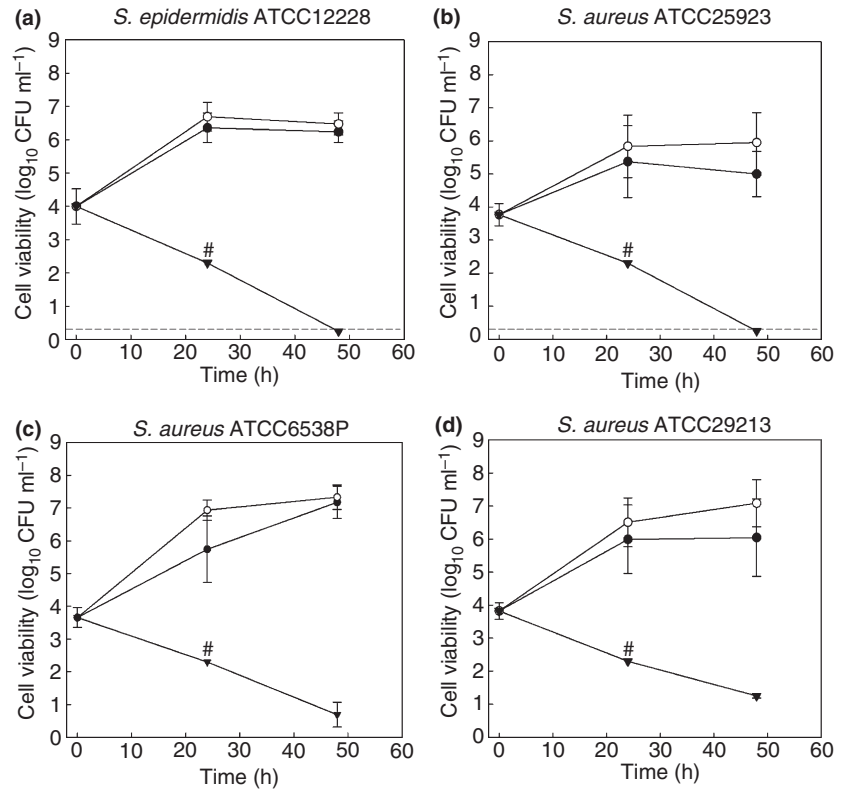 (a) S. epidermidis ATCC12228
Cell viability (log10 CFU ml–1)
9
8
7
6
5
4
3
2
1
0
#
0 10 20 30 40 50 60
Time (h)
(b) S. aureus ATCC25923
Cell viability (log10 CFU ml–1)
9
8
7
6
5
4
3
2
1
0
#
0 10 20 30 40 50 60
Time (h)
(c) S. aureus ATCC6538P
Cell viability (log10 CFU ml–1)
9
8
7
6
5
4
3
2
1
0
#
0 10 20 30 40 50 60
Time (h)
(d) S. aureus ATCC29213
Cell viability (log10 CFU ml–1)
9
8
7
6
5
4
3
2
1
0
#
0 10 20 30 40 50 60
Time (h)